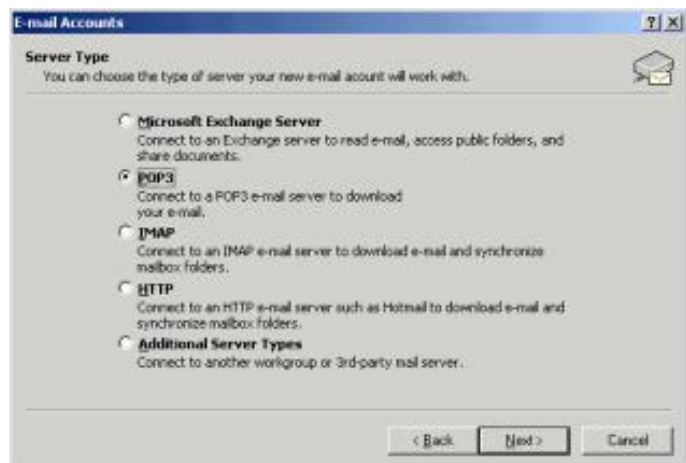 E-mail Accounts
Server Type
You can choose the type of server your new e-mail acount will work with.
Microsoft Exchange Server
Connect to an Exchange server to read e-mail, access public folders, and
share documents.
POP3
Connect to a POP3 e-mail server to download
your e-mail.
IMAP
Connect to an IMAP e-mail server to download e-mail and synchronize
mailbox folders.
HTTP
Connect to an HTTP e-mail server such as Hotmail to download e-mail and
synchronize mailbox folders.
Additional Server Types
Connect to another workgroup or 3rd-party mail server.
< Back Next > Cancel